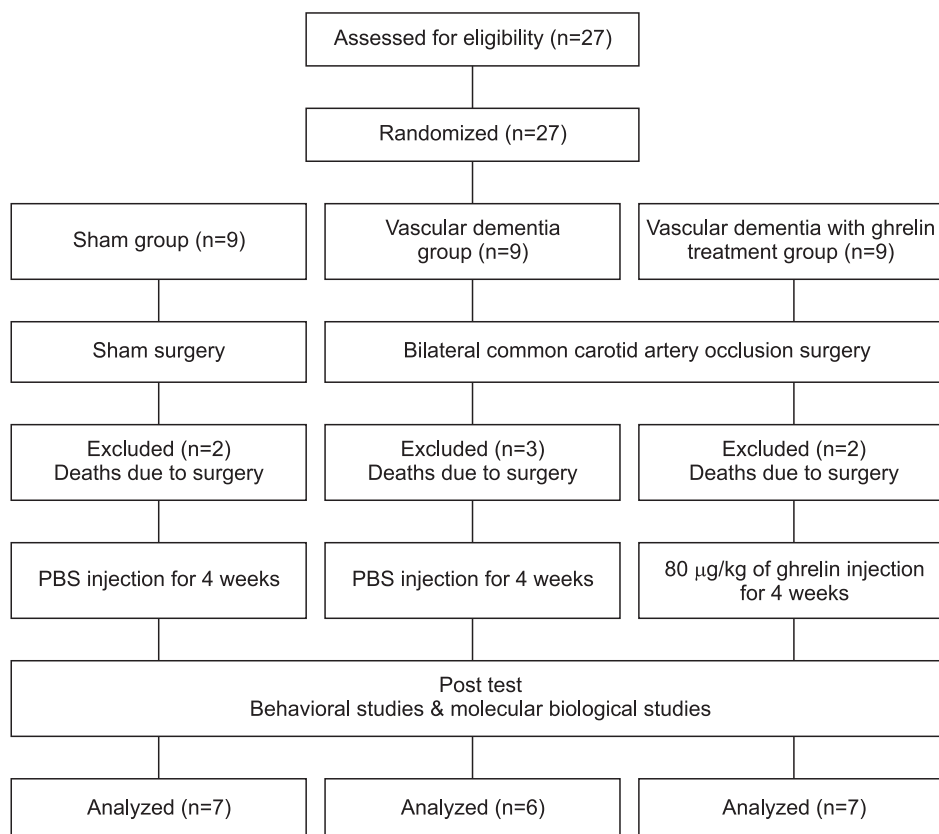 Assessed for eligibility (n=27)
Randomized (n=27)
Sham group (n=9)
Vascular dementia
group (n=9)
Vascular dementia with ghrelin
treatment group (n=9)
Sham surgery
Bilateral common carotid artery occlusion surgery
Excluded (n=2)
Deaths due to surgery
Excluded (n=3)
Deaths due to surgery
Excluded (n=2)
Deaths due to surgery
PBS injection for 4 weeks
PBS injection for 4 weeks
80 μg/kg of ghrelin injection
for 4 weeks
Post test
Behavioral studies & molecular biological studies
Analyzed (n=7)
Analyzed (n=6)
Analyzed (n=7)